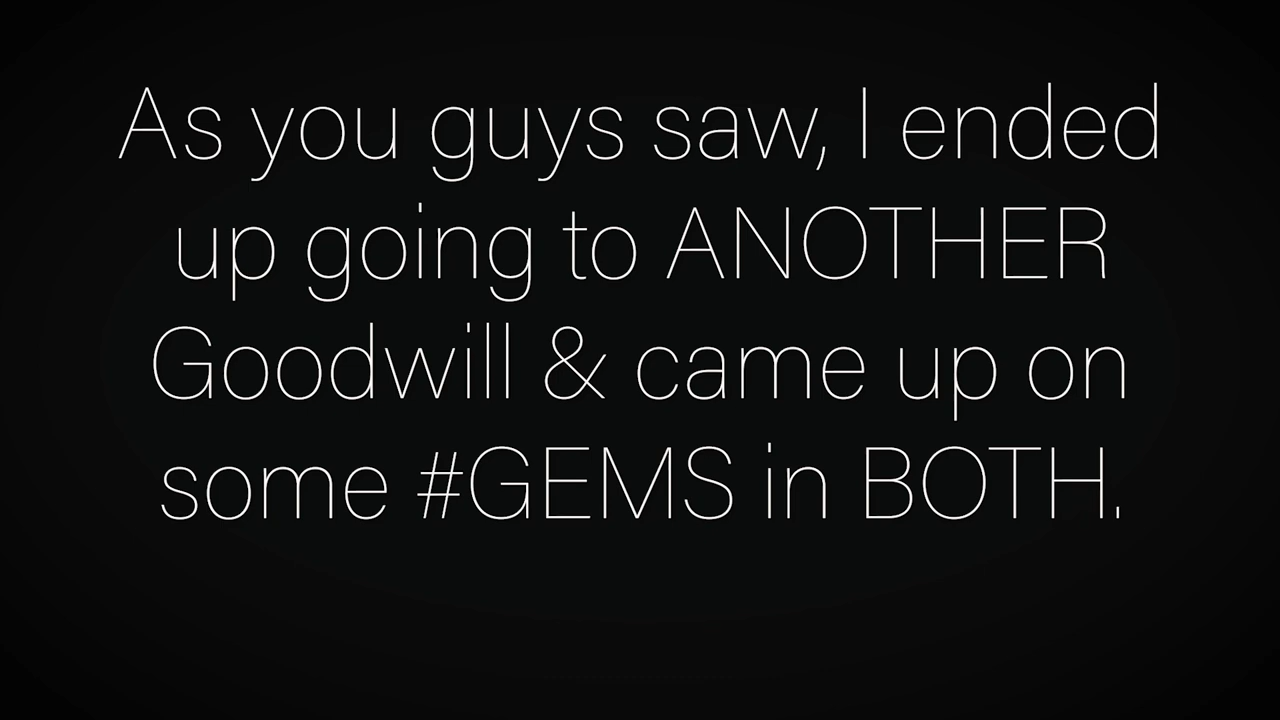 As you guys saw, I ended
up going to ANOTHER
Goodwill & came up on
some #GEMS in BOTH.